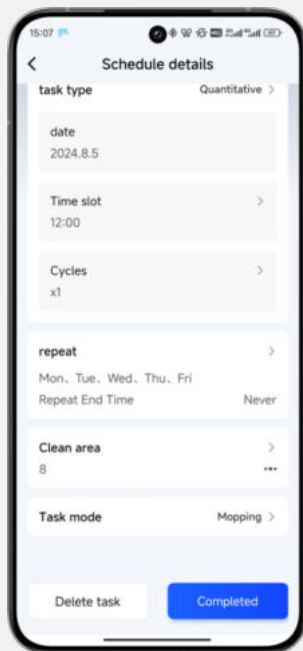 15:07
Schedule details
task type Quantitative >
date
2024.8.5
Time slot >
12:00
Cycles >
x1
repeat >
Mon、Tue、Wed、Thu、Fri
Repeat End Time Never
Clean area >
8 •••
Task mode Mopping >
Delete task Completed